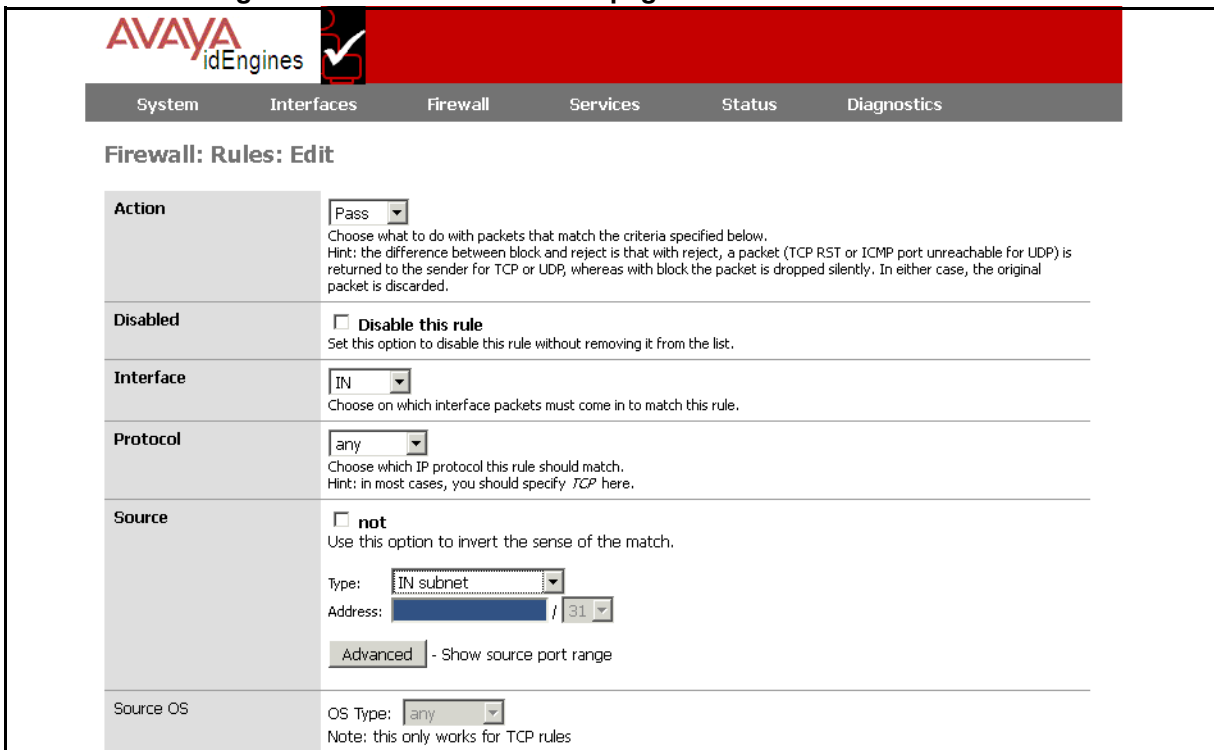 AVAYA
idEngines
System Interfaces Firewall Services Status Diagnostics
Firewall: Rules: Edit
Action
Pass
Choose what to do with packets that match the criteria specified below.
Hint: the difference between block and reject is that with reject, a packet (TCP RST or ICMP port unreachable for UDP) is
returned to the sender for TCP or UDP, whereas with block the packet is dropped silently. In either case, the original
packet is discarded.
Disabled
Disable this rule
Set this option to disable this rule without removing it from the list.
Interface
IN
Choose on which interface packets must come in to match this rule.
Protocol
any
Choose which IP protocol this rule should match.
Hint: in most cases, you should specify TCP here.
Source
not
Use this option to invert the sense of the match.
Type: IN subnet
Address: / 31
Advanced - Show source port range
Source OS
OS Type: any
Note: this only works for TCP rules